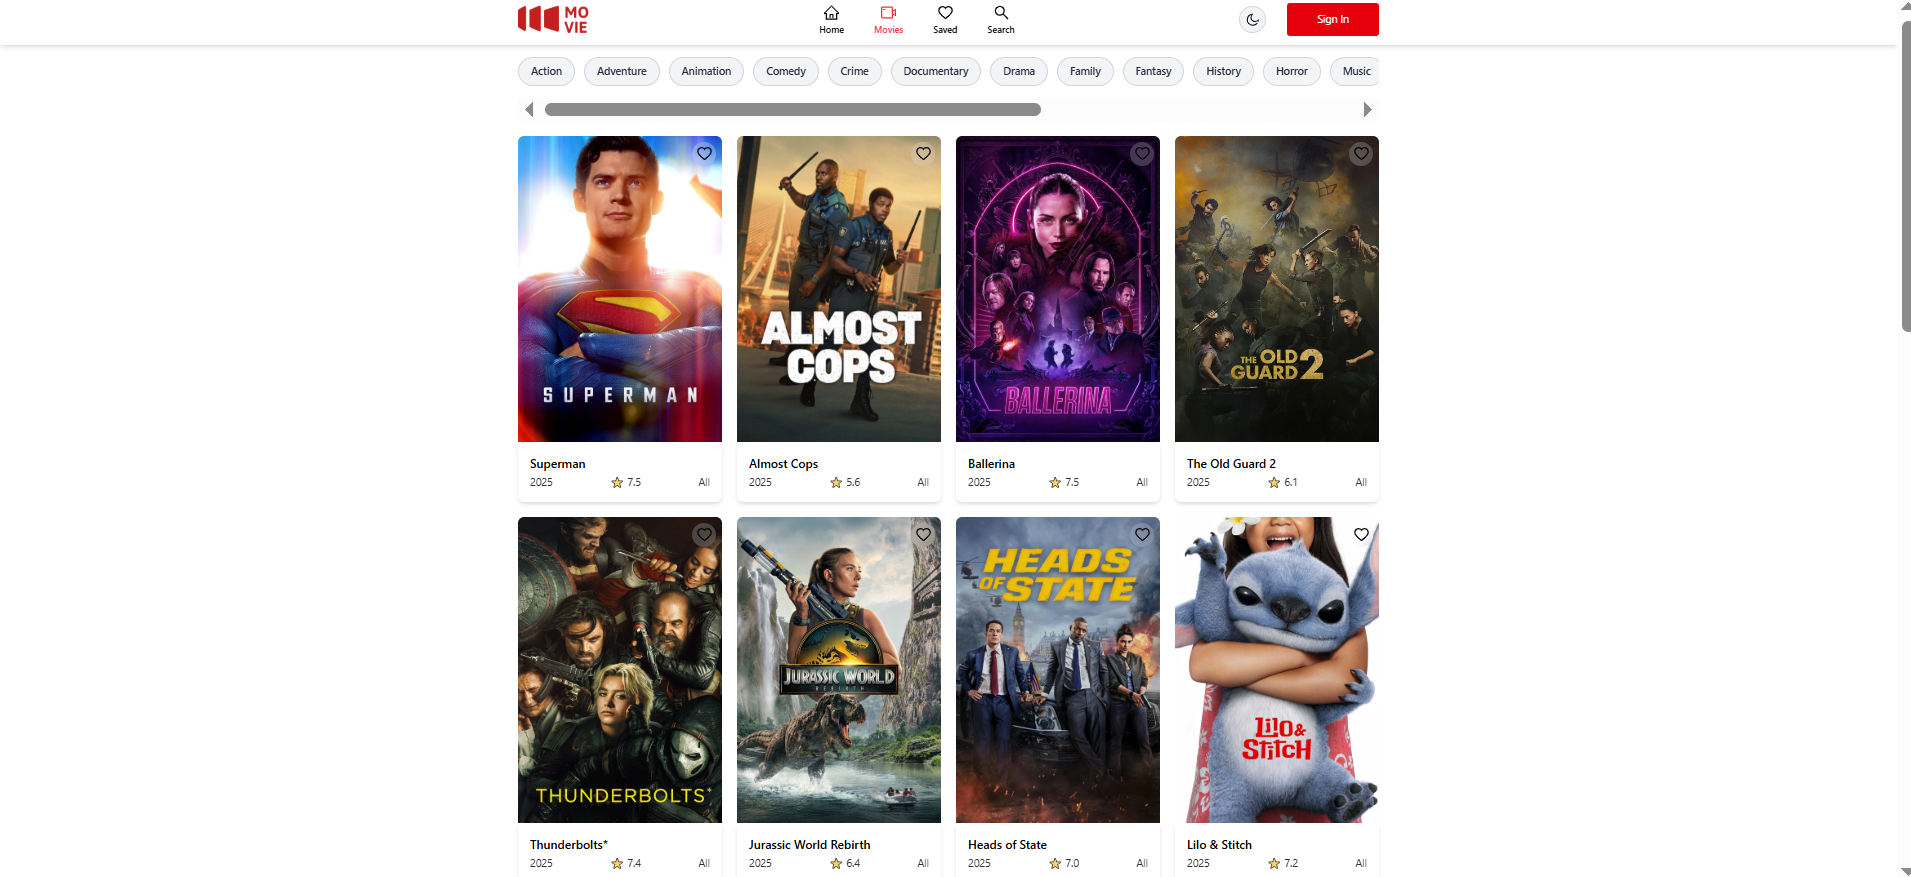 MO
VIE
Home
Movies
Saved
Search
Sign In
Action
Adventure
Animation
Comedy
Crime
Documentary
Drama
Family
Fantasy
History
Horror
Music
SUPERMAN
ALMOST
COPS
BALLERINA
THE OLD
GUARD 2
Superman
2025
7.5
All
Almost Cops
2025
5.6
All
Ballerina
2025
7.5
All
The Old Guard 2
2025
6.1
All
THUNDERBOLTS*
JURASSIC WORLD
REBIRTH
HEADS
OF STATE
Lilo &
Stitch
Thunderbolts*
2025
7.4
All
Jurassic World Rebirth
2025
6.4
All
Heads of State
2025
7.0
All
Lilo & Stitch
2025
7.2
All